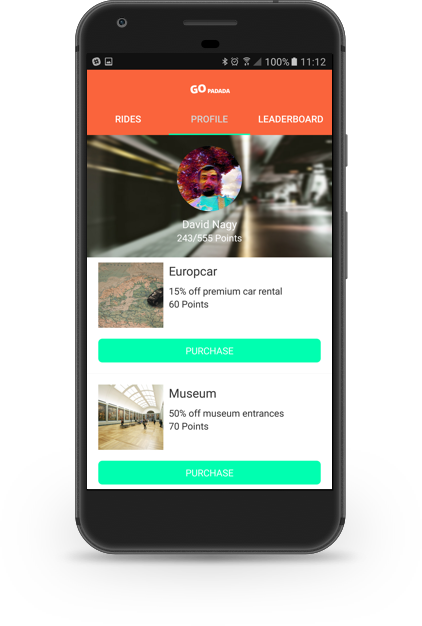 100% 11:12
GO PADADA
RIDES PROFILE LEADERBOARD
David Nagy
243/555 Points
Europcar
15% off premium car rental
60 Points
PURCHASE
Museum
50% off museum entrances
70 Points
PURCHASE